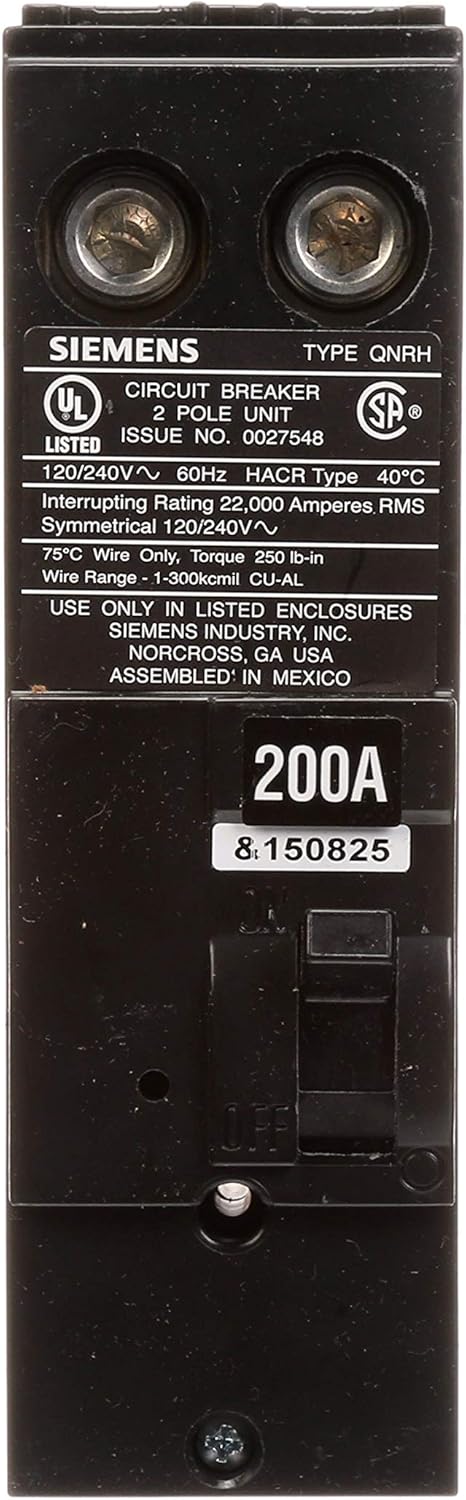 SIEMENS TYPE QNRH
UL LISTED
CIRCUIT BREAKER
2 POLE UNIT
ISSUE NO. 0027548
SA ®
120/240V∿ 60Hz HACR Type 40°C
Interrupting Rating 22,000 Amperes RMS
Symmetrical 120/240V∿
75°C Wire Only, Torque 250 lb-in
Wire Range - 1-300kcmil CU-AL
USE ONLY IN LISTED ENCLOSURES
SIEMENS INDUSTRY, INC.
NORCROSS, GA USA
ASSEMBLED IN MEXICO
200A
150825
ON
OFF